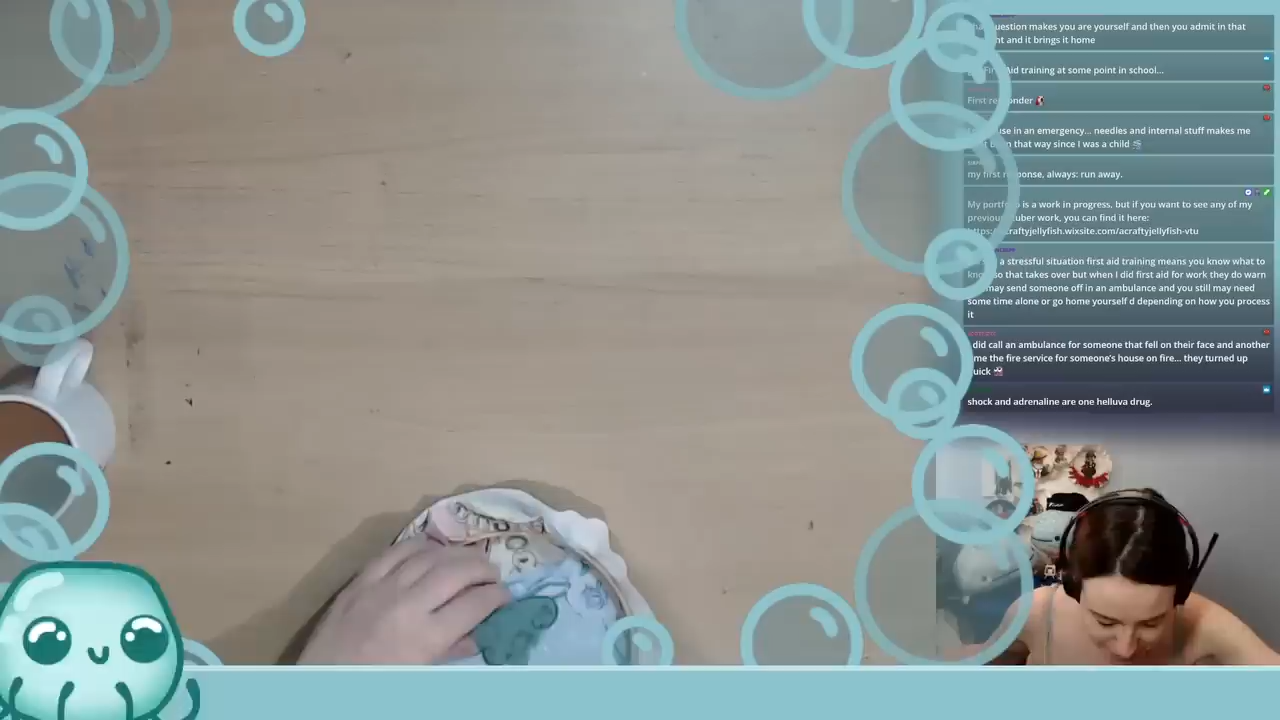 uestion makes you are yourself and then you admit in that
nt and it brings it home
Aid training at some point in school...
First re onder
use in an emergency... needles and internal stuff makes me
n that way since I was a child
my first response, always: run away.
My portfolio is a work in progress, but if you want to see any of my
previous tuber work, you can find it here:
https://acraftyjellyfish.wixsite.com/acraftyjellyfish-vtu
a stressful situation first aid training means you know what to
know so that takes over but when I did first aid for work they do warn
may send someone off in an ambulance and you still may need
some time alone or go home yourself d depending on how you process
it
did call an ambulance for someone that fell on their face and another
me the fire service for someone's house on fire... they turned up
uick
shock and adrenaline are one helluva drug.